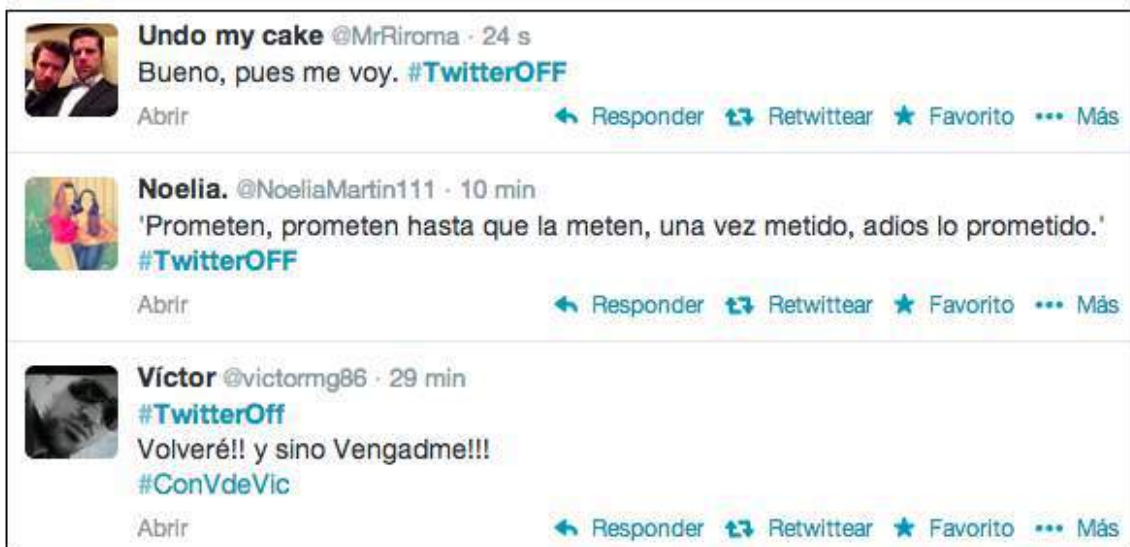 Undo my cake @MrRiroma · 24 s
Bueno, pues me voy. #TwitterOFF
Abrir Responder Retwittear Favorito Más
Noelia. @NoeliaMartin111 · 10 min
'Prometen, prometen hasta que la meten, una vez metido, adios lo prometido.'
#TwitterOFF
Abrir Responder Retwittear Favorito Más
Víctor @victormg86 · 29 min
#TwitterOff
Volveré!! y sino Vengadme!!!
#ConVdeVic
Abrir Responder Retwittear Favorito Más